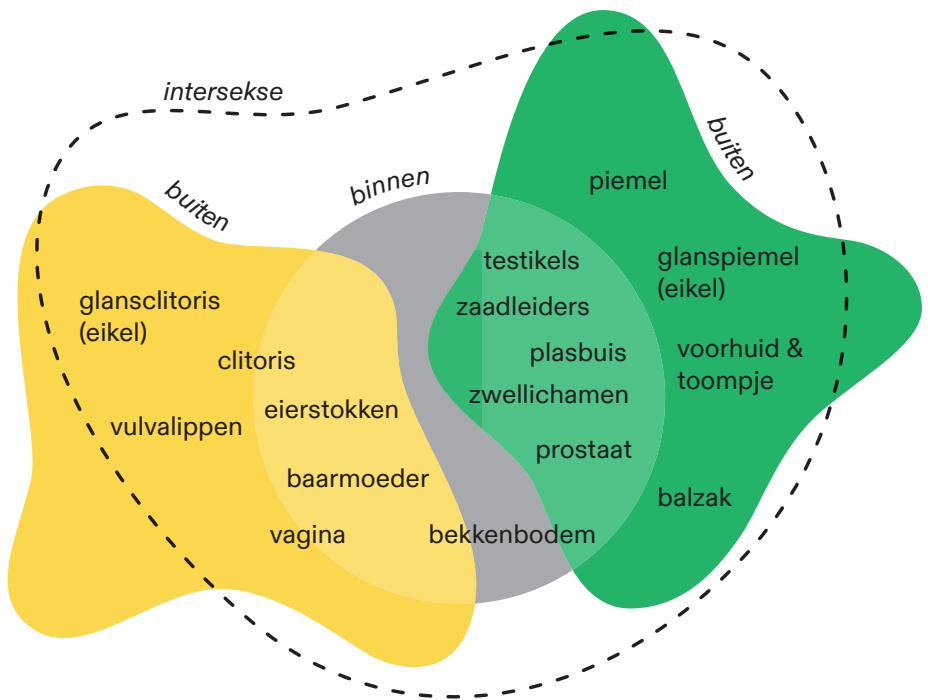 intersekse
buiten
binnen
buiten
piemel
testikels
glanspiemel
(eikel)
zaadleiders
glansclitoris
(eikel)
plasbuis
voorhuid &
toompje
clitoris
zwellichamen
eierstokken
vulvalippen
prostaat
baarmoeder
balzak
vagina
bekkenbodem